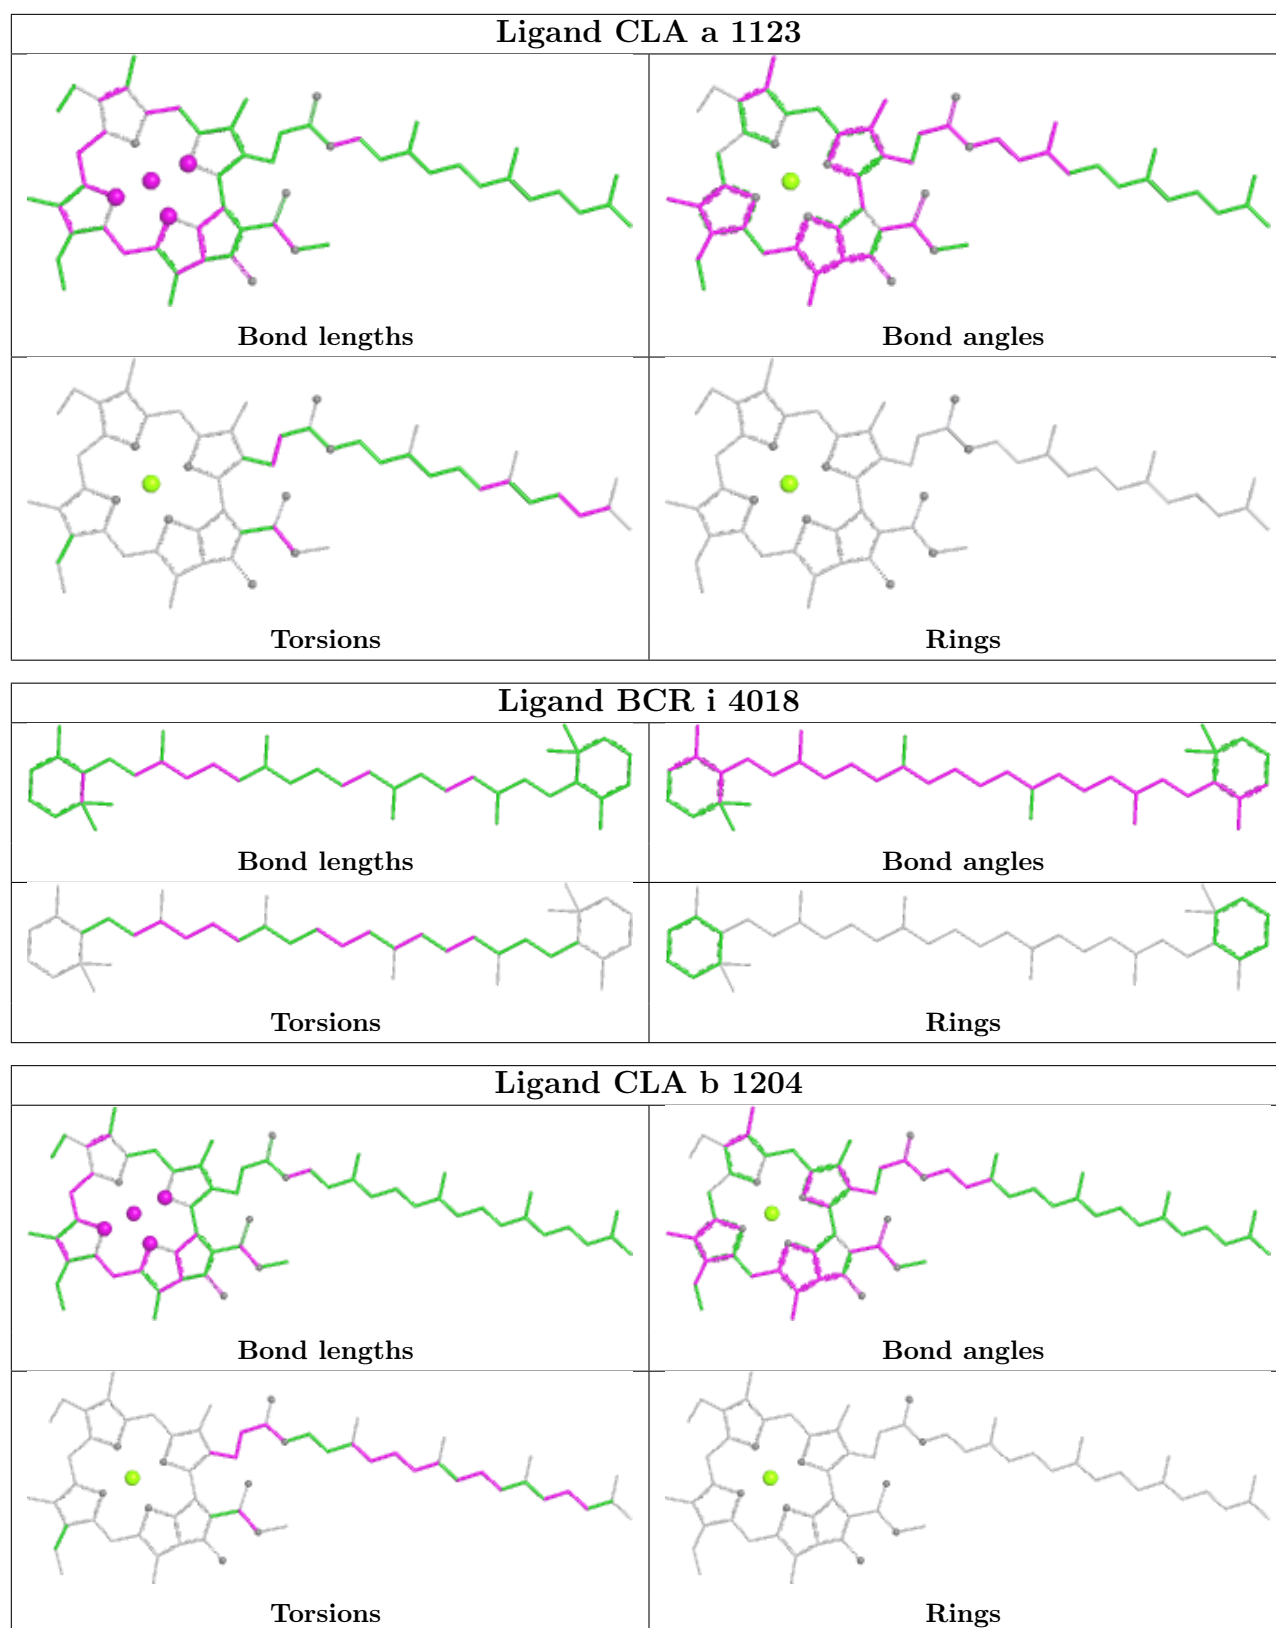 Ligand CLA a 1123
Bond lengths
Bond angles
Torsions
Rings
Ligand BCR i 4018
Bond lengths
Bond angles
Torsions
Rings
Ligand CLA b 1204
Bond lengths
Bond angles
Torsions
Rings